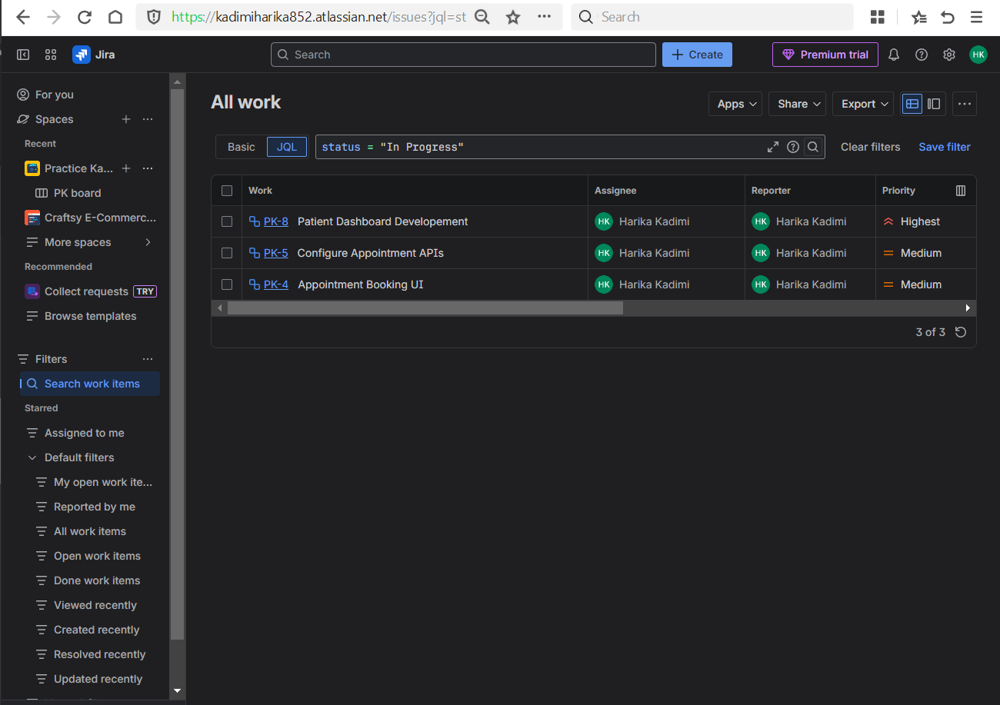 https://kadimiharika852.atlassian.net/issues?jql=st
Search
Jira
Search
Create
Premium trial
HK
For you
Spaces
Recent
Practice Ka...
PK board
Craftsy E-Commerc...
More spaces
Recommended
Collect requests TRY
Browse templates
Filters
Search work items
Starred
Assigned to me
Default filters
My open work ite...
Reported by me
All work items
Open work items
Done work items
Viewed recently
Created recently
Resolved recently
Updated recently
All work
Apps Share Export
Basic JQL status = "In Progress" Clear filters Save filter
Work Assignee Reporter Priority
PK-8 Patient Dashboard Developement HK Harika Kadimi HK Harika Kadimi Highest
PK-5 Configure Appointment APIs HK Harika Kadimi HK Harika Kadimi Medium
PK-4 Appointment Booking UI HK Harika Kadimi HK Harika Kadimi Medium
3 of 3